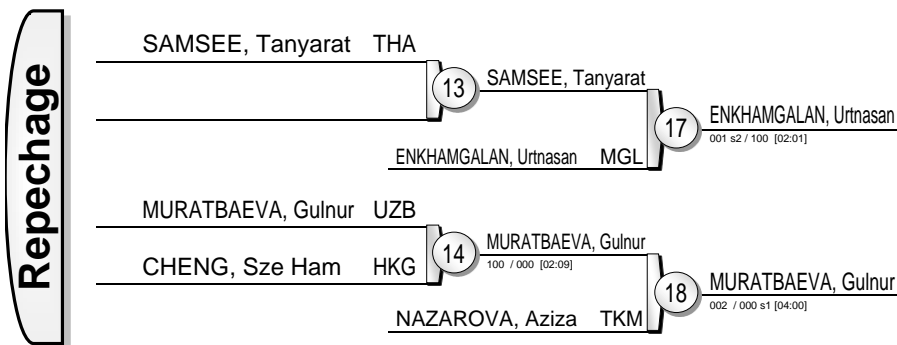 Repechage
SAMSEE, Tanyarat THA
13
SAMSEE, Tanyarat
ENKHAMGALAN, Urtnasan MGL
17
ENKHAMGALAN, Urtnasan
001 s2 / 100 [02:01]
MURATBAEVA, Gulnur UZB
CHENG, Sze Ham HKG
14
MURATBAEVA, Gulnur
100 / 000 [02:09]
NAZAROVA, Aziza TKM
18
MURATBAEVA, Gulnur
002 / 000 s1 [04:00]